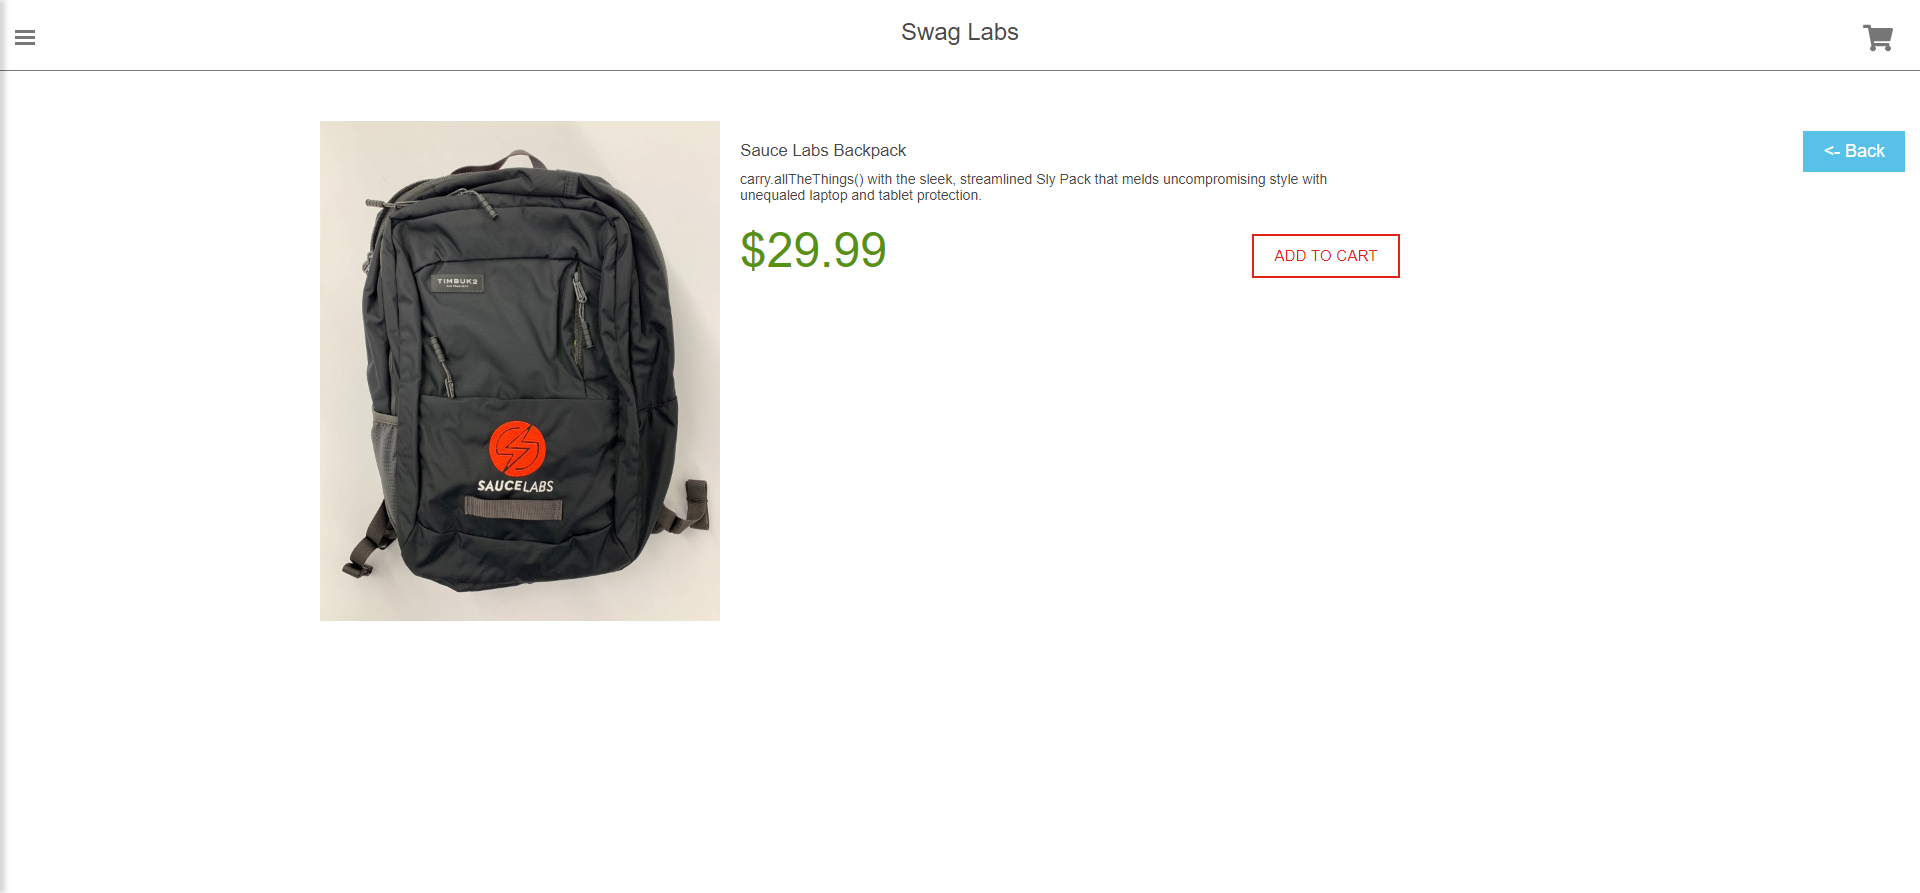 Swag Labs
Sauce Labs Backpack
<- Back
carry.allTheThings() with the sleek, streamlined Sly Pack that melds uncompromising style with
unequaled laptop and tablet protection.
$29.99
ADD TO CART
TIMBUK2
SAUCELABS